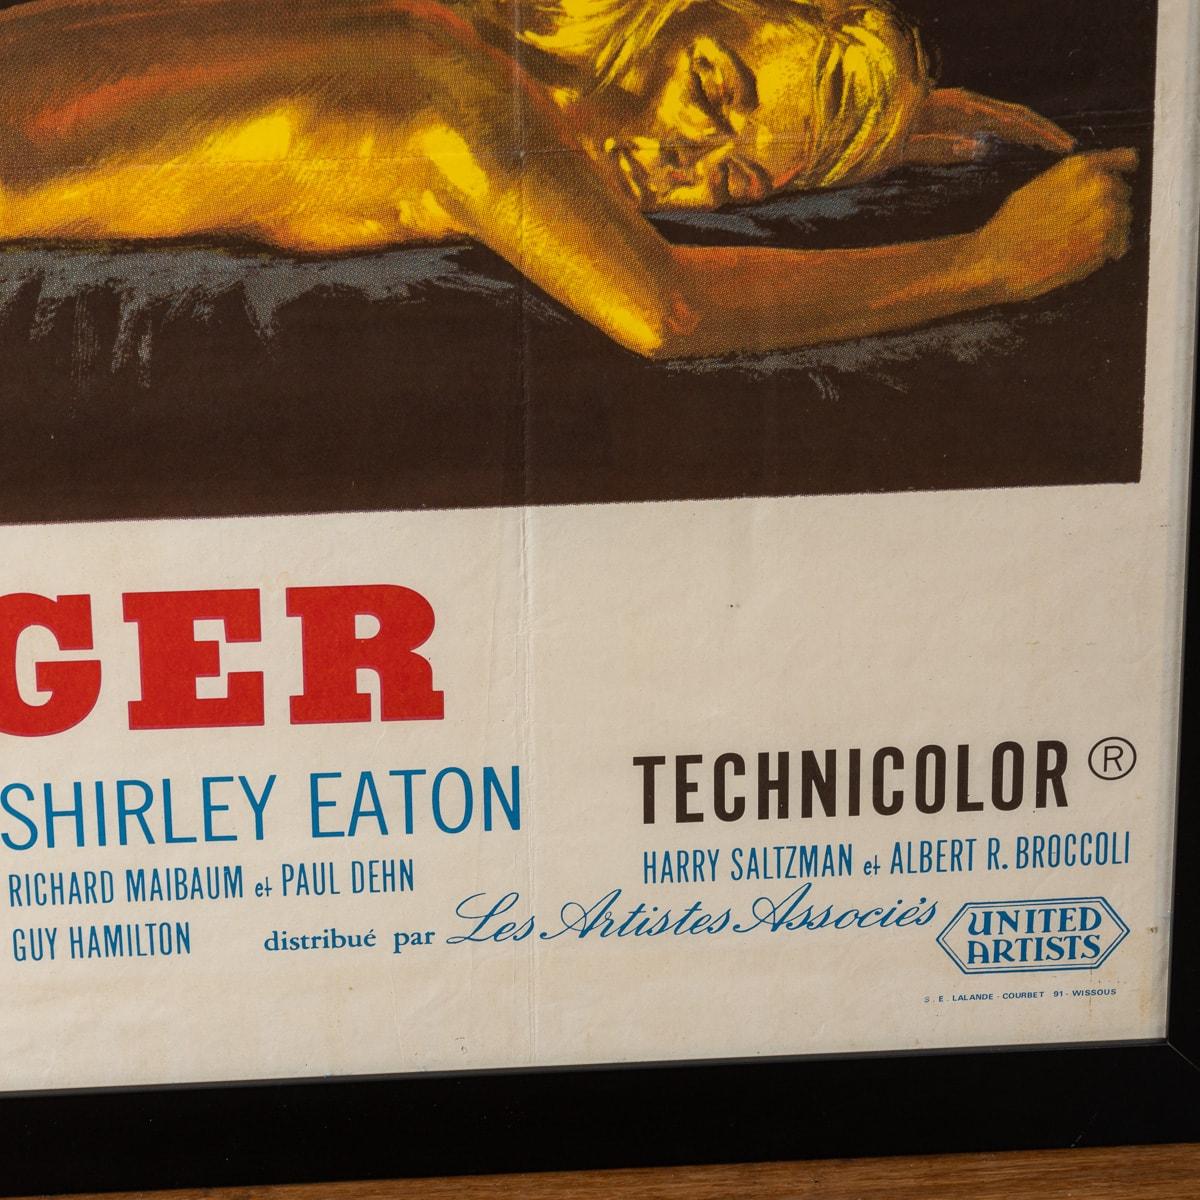 GER
SHIRLEY EATON
TECHNICOLOR ®
RICHARD MAIBAUM et PAUL DEHN
HARRY SALTZMAN et ALBERT R. BROCCOLI
GUY HAMILTON
distribué par Les Artistes Associés
UNITED
ARTISTS
S. E. LALANDE - COURBET 91 - WISSOUS